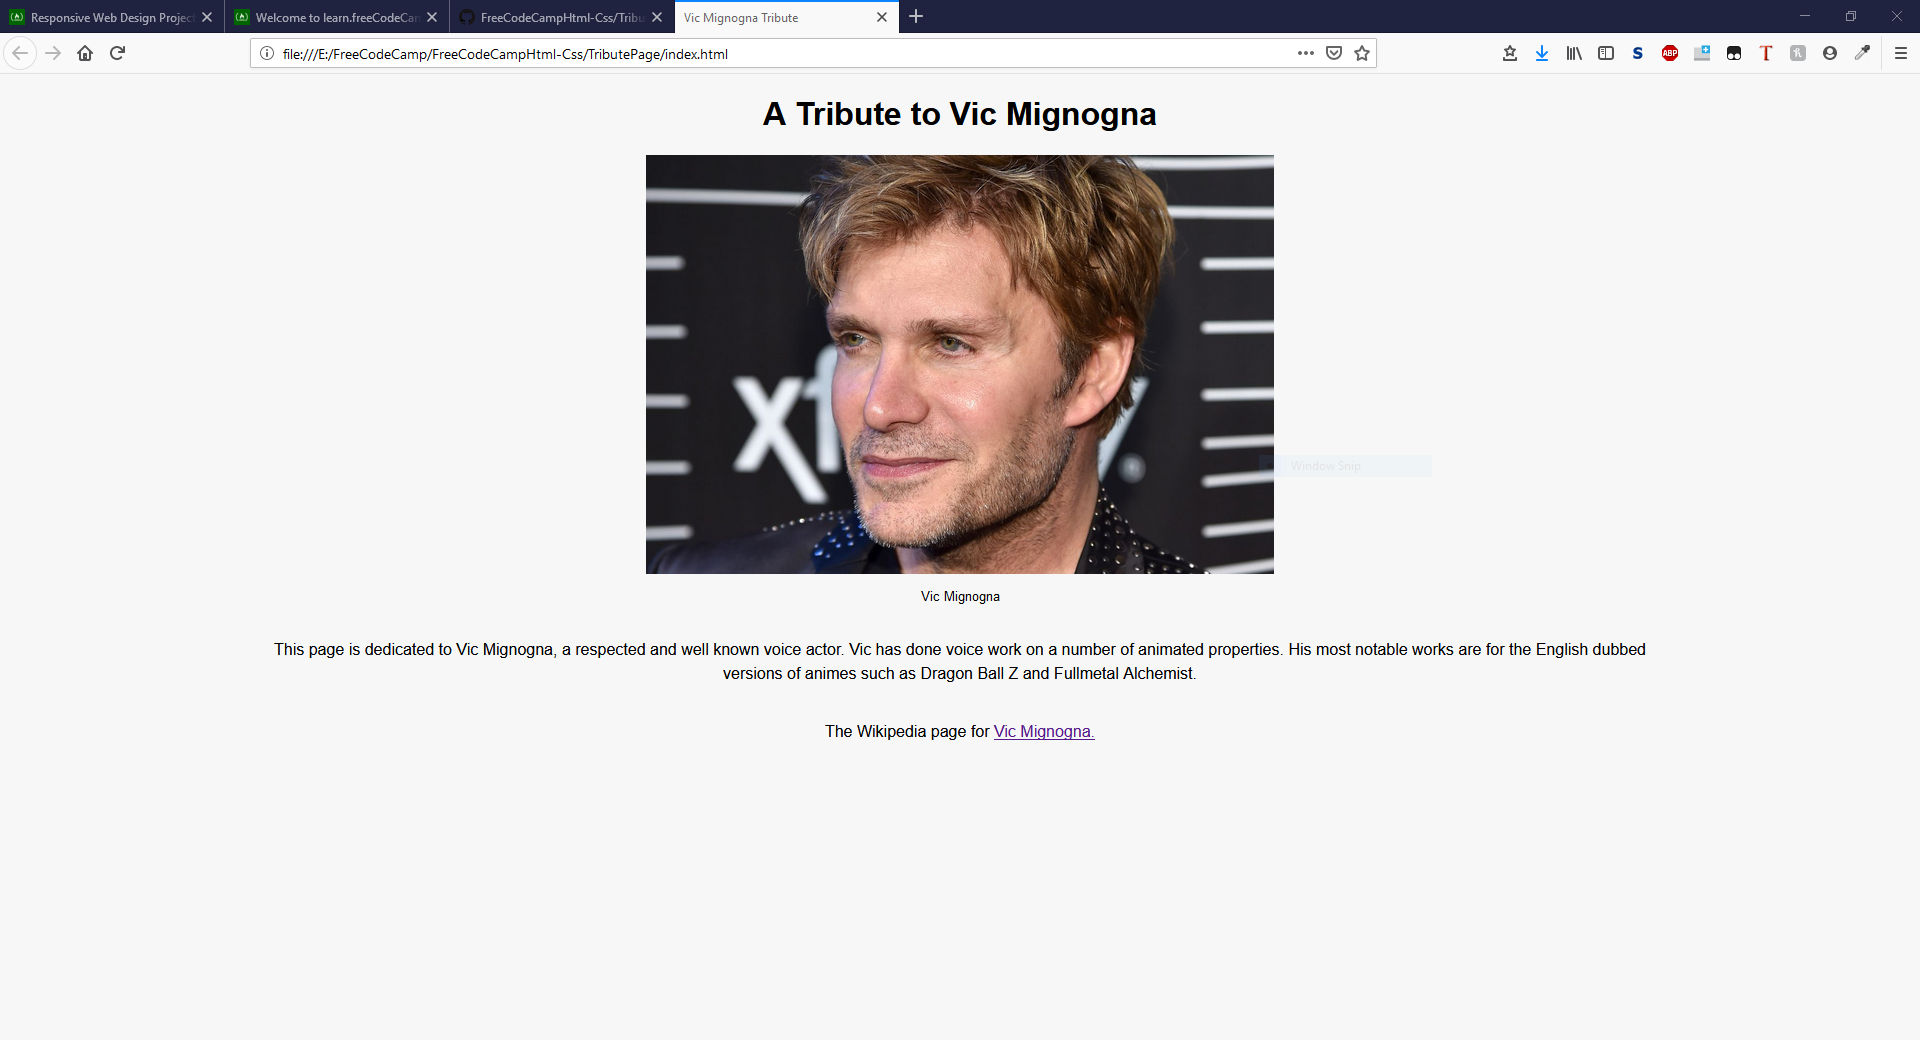 Responsive Web Design Projec
Welcome to learn.freeCodeCan
FreeCodeCampHtml-Css/Tribu
Vic Mignogna Tribute
file:///E:/FreeCodeCamp/FreeCodeCampHtml-Css/TributePage/index.html
S
ABP
T
h
A Tribute to Vic Mignogna
xf y
Window Snip
Vic Mignogna
This page is dedicated to Vic Mignogna, a respected and well known voice actor. Vic has done voice work on a number of animated properties. His most notable works are for the English dubbed
versions of animes such as Dragon Ball Z and Fullmetal Alchemist.
The Wikipedia page for Vic Mignogna.